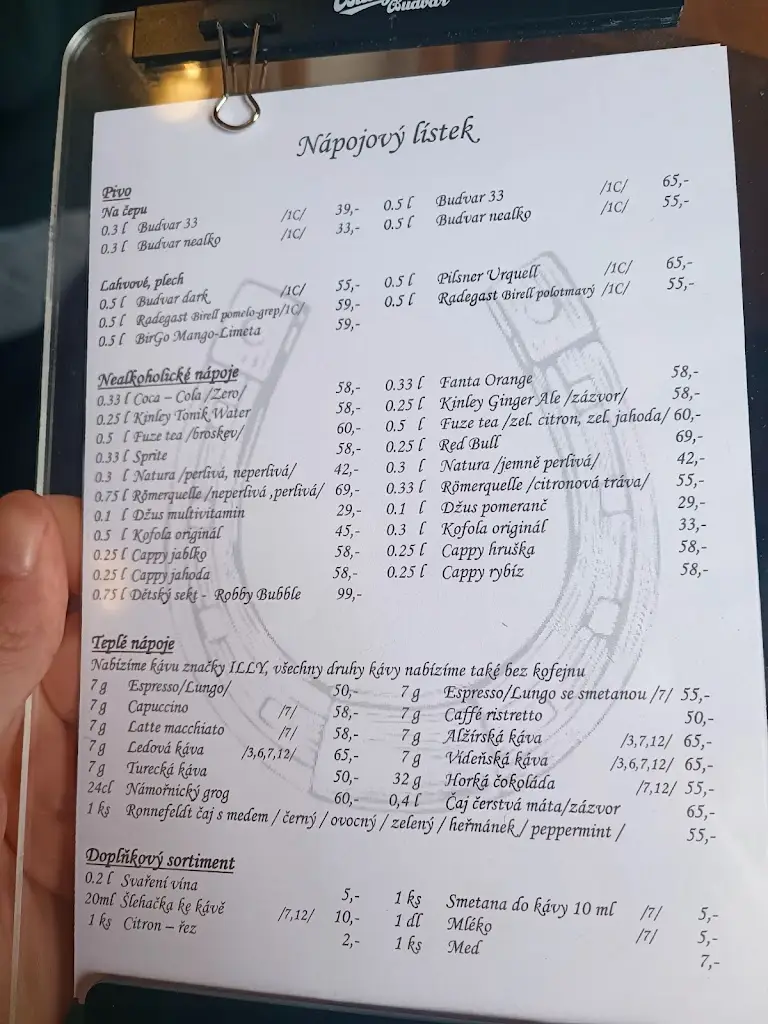 Budvar
Nápojový lístek
Pivo
Na čepu
0.3 l Budvar 33 /1C/ 39,- 0.5 l Budvar 33 /1C/ 65,-
0.3 l Budvar nealko /1C/ 33,- 0.5 l Budvar nealko /1C/ 55,-
Lahvové, plech
0.5 l Budvar dark /1C/ 55,- 0.5 l Pilsner Urquell /1C/ 65,-
0.5 l Radegast Birell pomelo-grep/1C/ 59,- 0.5 l Radegast Birell polotmavý /1C/ 55,-
0.5 l BirGo Mango-Limeta 59,-
Nealkoholické nápoje
0.33 l Coca – Cola /Zero/ 58,- 0.33 l Fanta Orange 58,-
0.25 l Kinley Tonik Water 58,- 0.25 l Kinley Ginger Ale /zázvor/ 58,-
0.5 l Fuze tea /broskev/ 60,- 0.5 l Fuze tea /zel. citron, zel. jahoda/ 60,-
0.33 l Sprite 58,- 0.25 l Red Bull 69,-
0.3 l Natura /perlivá, neperlivá/ 42,- 0.3 l Natura /jemně perlivá/ 42,-
0.75 l Römerquelle /neperlivá ,perlivá/ 69,- 0.33 l Römerquelle /citronová tráva/ 55,-
0.1 l Džus multivitamin 29,- 0.1 l Džus pomeranč 29,-
0.5 l Kofola originál 45,- 0.3 l Kofola originál 33,-
0.25 l Cappy jablko 58,- 0.25 l Cappy hruška 58,-
0.25 l Cappy jahoda 58,- 0.25 l Cappy rybíz 58,-
0.75 l Dětský sekt - Robby Bubble 99,-
Teplé nápoje
Nabízíme kávu značky ILLY, všechny druhy kávy nabízíme také bez kofejnu
7 g Espresso/Lungo/ 50,- 7 g Espresso/Lungo se smetanou /7/ 55,-
7 g Capuccino /7/ 58,- 7 g Caffé ristretto 50,-
7 g Latte macchiato /7/ 58,- 7 g Alžírská káva /3,7,12/ 65,-
7 g Ledová káva /3,6,7,12/ 65,- 7 g Vídeňská káva /3,6,7,12/ 65,-
7 g Turecká káva 50,- 32 g Horká čokoláda /7,12/ 55,-
24cl Námořnický grog 60,- 0,4 l Čaj čerstvá máta/zázvor 65,-
1 ks Ronnefeldt čaj s medem / černý / ovocný / zelený / heřmánek / peppermint / 55,-
Doplňkový sortiment
0.2 l Svaření vína 5,- 1 ks Smetana do kávy 10 ml /7/ 5,-
20ml Šlehačka ke kávě /7,12/ 10,- 1 dl Mléko /7/ 5,-
1 ks Citron – řez 2,- 1 ks Med 7,-